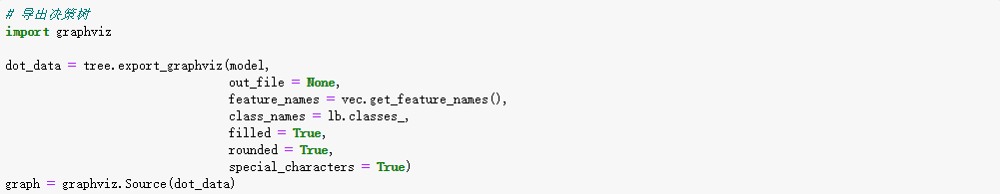 # 导出决策树
import graphviz
dot_data = tree.export_graphviz(model,
out_file = None,
feature_names = vec.get_feature_names(),
class_names = lb.classes_,
filled = True,
rounded = True,
special_characters = True)
graph = graphviz.Source(dot_data)